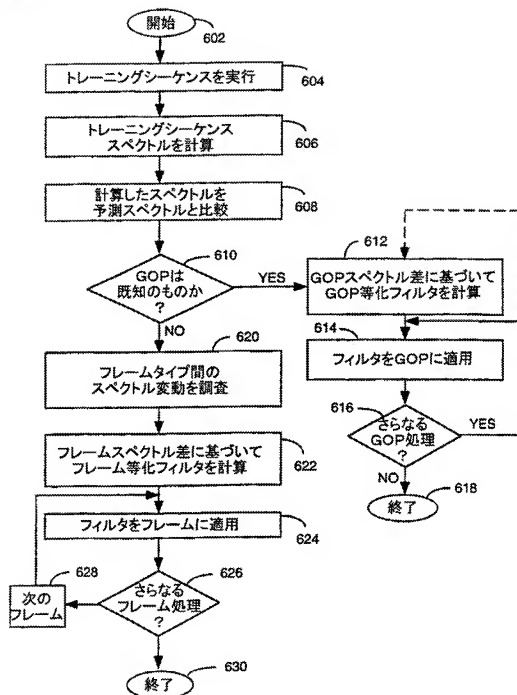 開始
602
トレーニングシーケンスを実行
604
トレーニングシーケンス
スペクトルを計算
606
計算したスペクトルを
予測スペクトルと比較
608
610
GOPは
既知のものか
?
YES
NO
612
GOPスペクトル差に基づいて
GOP等化フィルタを計算
614
フィルタをGOPに適用
616
さらなる
GOP処理
?
YES
NO
618
終了
620
フレームタイプ間の
スペクトル変動を調査
フレームスペクトル差に基づいて
フレーム等化フィルタを計算
622
フィルタをフレームに適用
624
628
次の
フレーム
626
さらなる
フレーム処理
?
630
終了